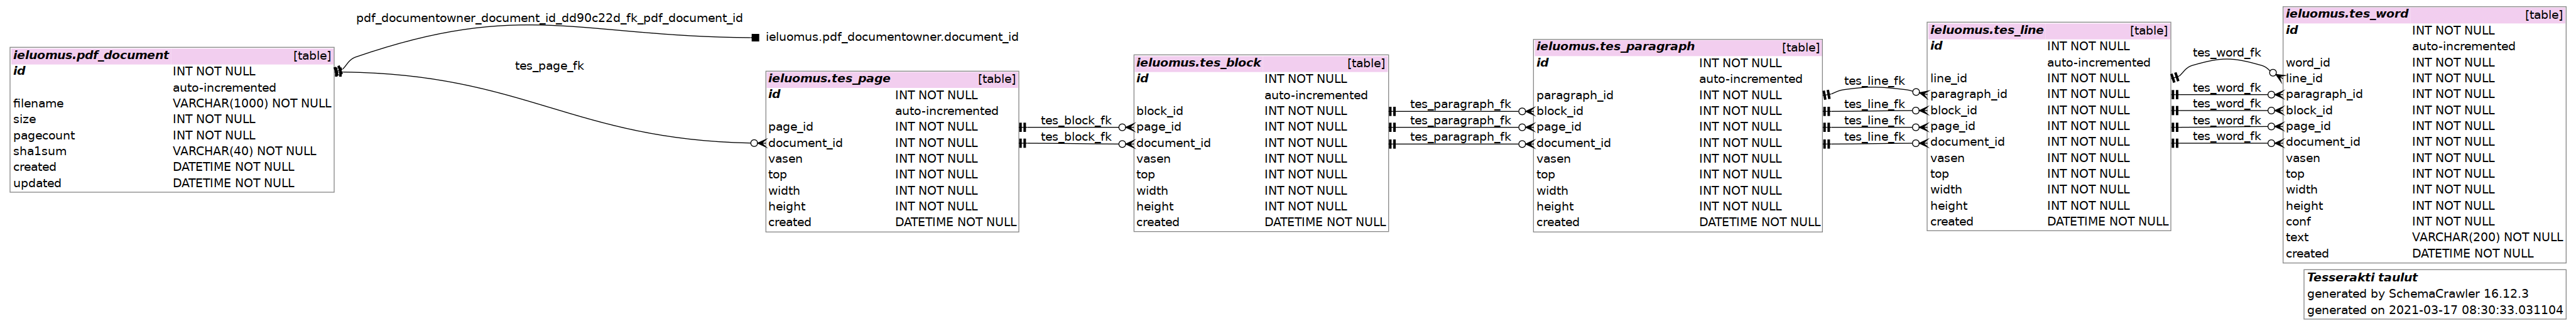 pdf_documentowner_document_id_dd90c22d_fk_pdf_document_id
ieluomus.pdf_documentowner.document_id
tes_page_fk
ieluomus.pdf_document [table]
id INT NOT NULL
auto-incremented
filename VARCHAR(1000) NOT NULL
size INT NOT NULL
pagecount INT NOT NULL
sha1sum VARCHAR(40) NOT NULL
created DATETIME NOT NULL
updated DATETIME NOT NULL
ieluomus.tes_page [table]
id INT NOT NULL
auto-incremented
page_id INT NOT NULL
document_id INT NOT NULL
vasen INT NOT NULL
top INT NOT NULL
width INT NOT NULL
height INT NOT NULL
created DATETIME NOT NULL
tes_block_fk
tes_block_fk
ieluomus.tes_block [table]
id INT NOT NULL
auto-incremented
block_id INT NOT NULL
page_id INT NOT NULL
document_id INT NOT NULL
vasen INT NOT NULL
top INT NOT NULL
width INT NOT NULL
height INT NOT NULL
created DATETIME NOT NULL
tes_paragraph_fk
tes_paragraph_fk
tes_paragraph_fk
ieluomus.tes_paragraph [table]
id INT NOT NULL
auto-incremented
paragraph_id INT NOT NULL
block_id INT NOT NULL
page_id INT NOT NULL
document_id INT NOT NULL
vasen INT NOT NULL
top INT NOT NULL
width INT NOT NULL
height INT NOT NULL
created DATETIME NOT NULL
tes_line_fk
tes_line_fk
tes_line_fk
tes_line_fk
ieluomus.tes_line [table]
id INT NOT NULL
auto-incremented
line_id INT NOT NULL
paragraph_id INT NOT NULL
block_id INT NOT NULL
page_id INT NOT NULL
document_id INT NOT NULL
vasen INT NOT NULL
top INT NOT NULL
width INT NOT NULL
height INT NOT NULL
created DATETIME NOT NULL
tes_word_fk
tes_word_fk
tes_word_fk
tes_word_fk
tes_word_fk
ieluomus.tes_word [table]
id INT NOT NULL
auto-incremented
word_id INT NOT NULL
line_id INT NOT NULL
paragraph_id INT NOT NULL
block_id INT NOT NULL
page_id INT NOT NULL
document_id INT NOT NULL
vasen INT NOT NULL
top INT NOT NULL
width INT NOT NULL
height INT NOT NULL
conf INT NOT NULL
text VARCHAR(200) NOT NULL
created DATETIME NOT NULL
Tesserakti taulut
generated by SchemaCrawler 16.12.3
generated on 2021-03-17 08:30:33.031104